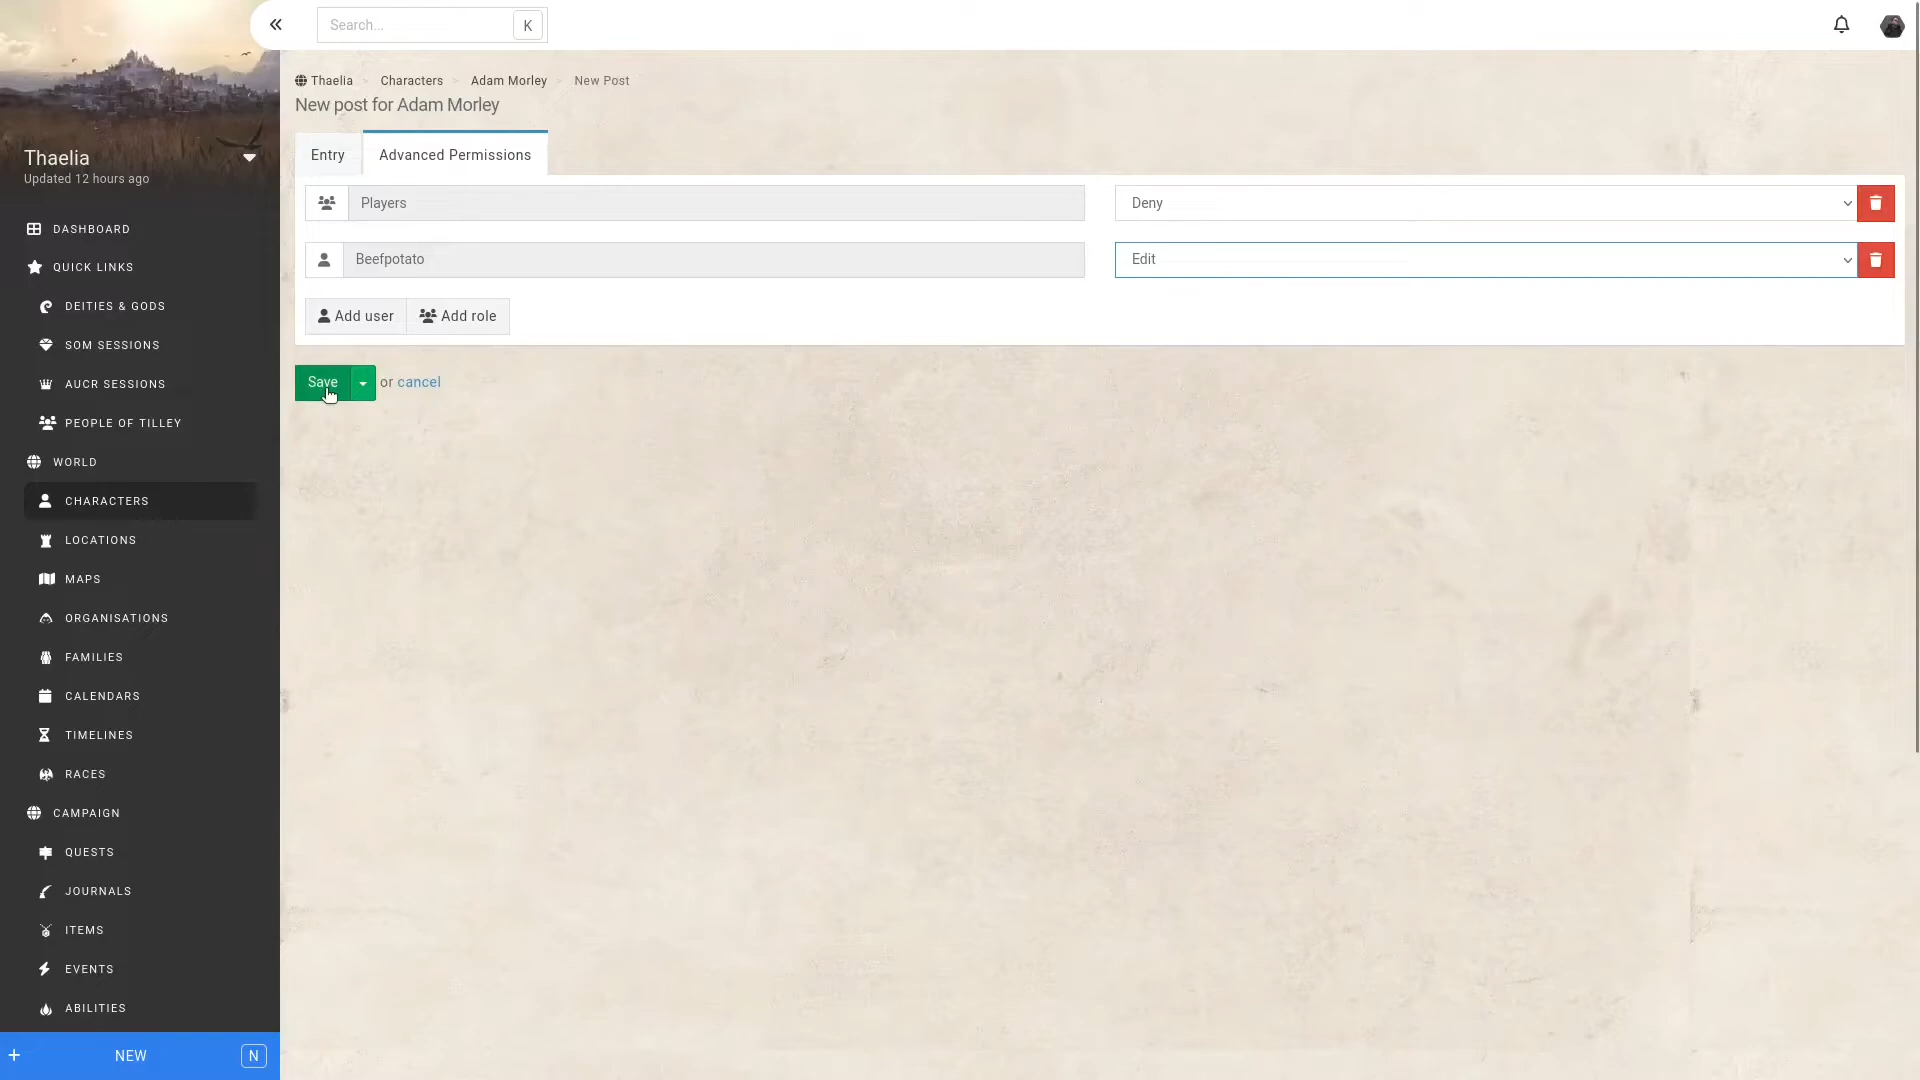 Search...
K
Thaelia
Updated 12 hours ago
DASHBOARD
QUICK LINKS
DEITIES & GODS
SOM SESSIONS
AUCR SESSIONS
PEOPLE OF TILLEY
WORLD
CHARACTERS
LOCATIONS
MAPS
ORGANISATIONS
FAMILIES
CALENDARS
TIMELINES
RACES
CAMPAIGN
QUESTS
JOURNALS
ITEMS
EVENTS
ABILITIES
NEW
N
Thaelia > Characters > Adam Morley > New Post
New post for Adam Morley
Entry
Advanced Permissions
Players
Deny
Beefpotato
Edit
Add user
Add role
Save
or cancel